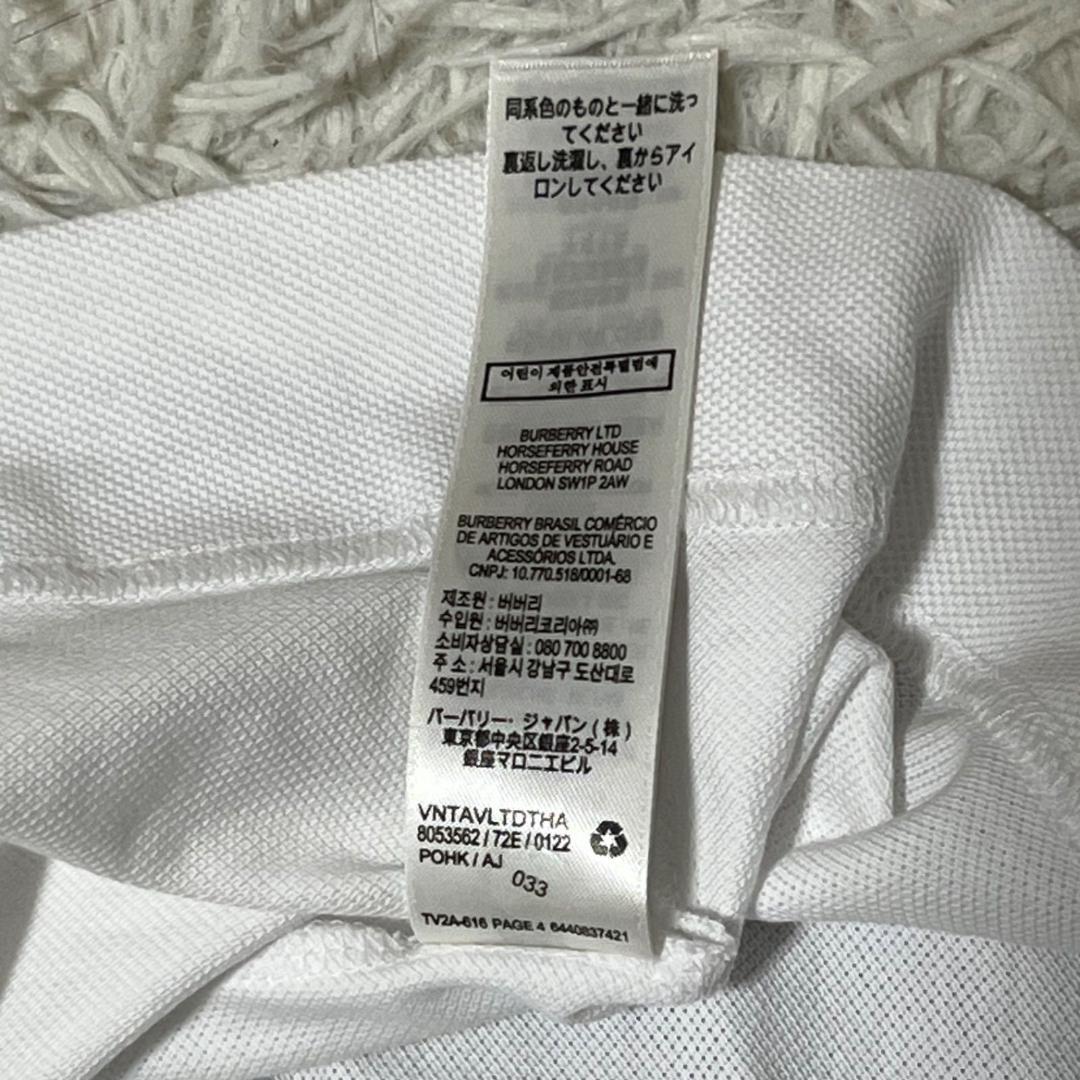 同系色のものと一緒に洗っ
てください
裏返し洗濯し、裏からアイ
ロンしてください
어린이 제품안전특별법에
의한 표시
BURBERRY LTD
HORSEFERRY HOUSE
HORSEFERRY ROAD
LONDON SW1P 2AW
BURBERRY BRASIL COMÉRCIO
DE ARTIGOS DE VESTUÁRIO E
ACESSÓRIOS LTDA.
CNPJ: 10.770.518/0001-68
제조원 : 버버리
수입원 : 버버리코리아㈜
소비자상담실 : 080 700 8800
주 소 : 서울시 강남구 도산대로
459번지
バーバリー・ジャパン(株)
東京都中央区銀座2-5-14
銀座マロニエビル
VNTAVLTDTHA
8053562 / 72E / 0122
POHK / AJ
033
TV2A-616 PAGE 4 6440837421